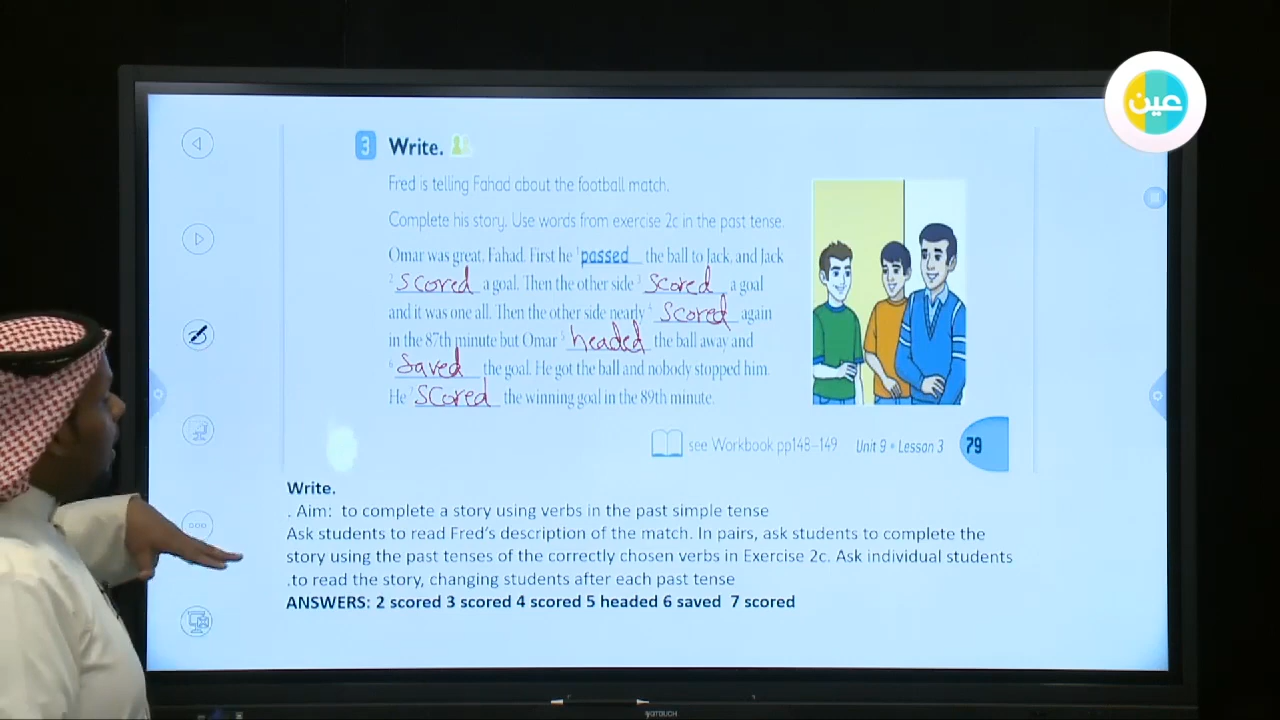 عين
3 Write.
Fred is telling Fahad about the football match.
Complete his story. Use words from exercise 2c in the past tense.
Omar was great, Fahad. First he ¹passed the ball to Jack, and Jack
² scored a goal. Then the other side ³ scored a goal
and it was one all. Then the other side nearly ⁴ scored again
in the 87th minute but Omar ⁵ headed the ball away and
⁶ Saved the goal. He got the ball and nobody stopped him.
He ⁷ scored the winning goal in the 89th minute.
see Workbook pp148-149 Unit 9 • Lesson 3 79
Write.
. Aim: to complete a story using verbs in the past simple tense
Ask students to read Fred's description of the match. In pairs, ask students to complete the
story using the past tenses of the correctly chosen verbs in Exercise 2c. Ask individual students
.to read the story, changing students after each past tense
ANSWERS: 2 scored 3 scored 4 scored 5 headed 6 saved 7 scored